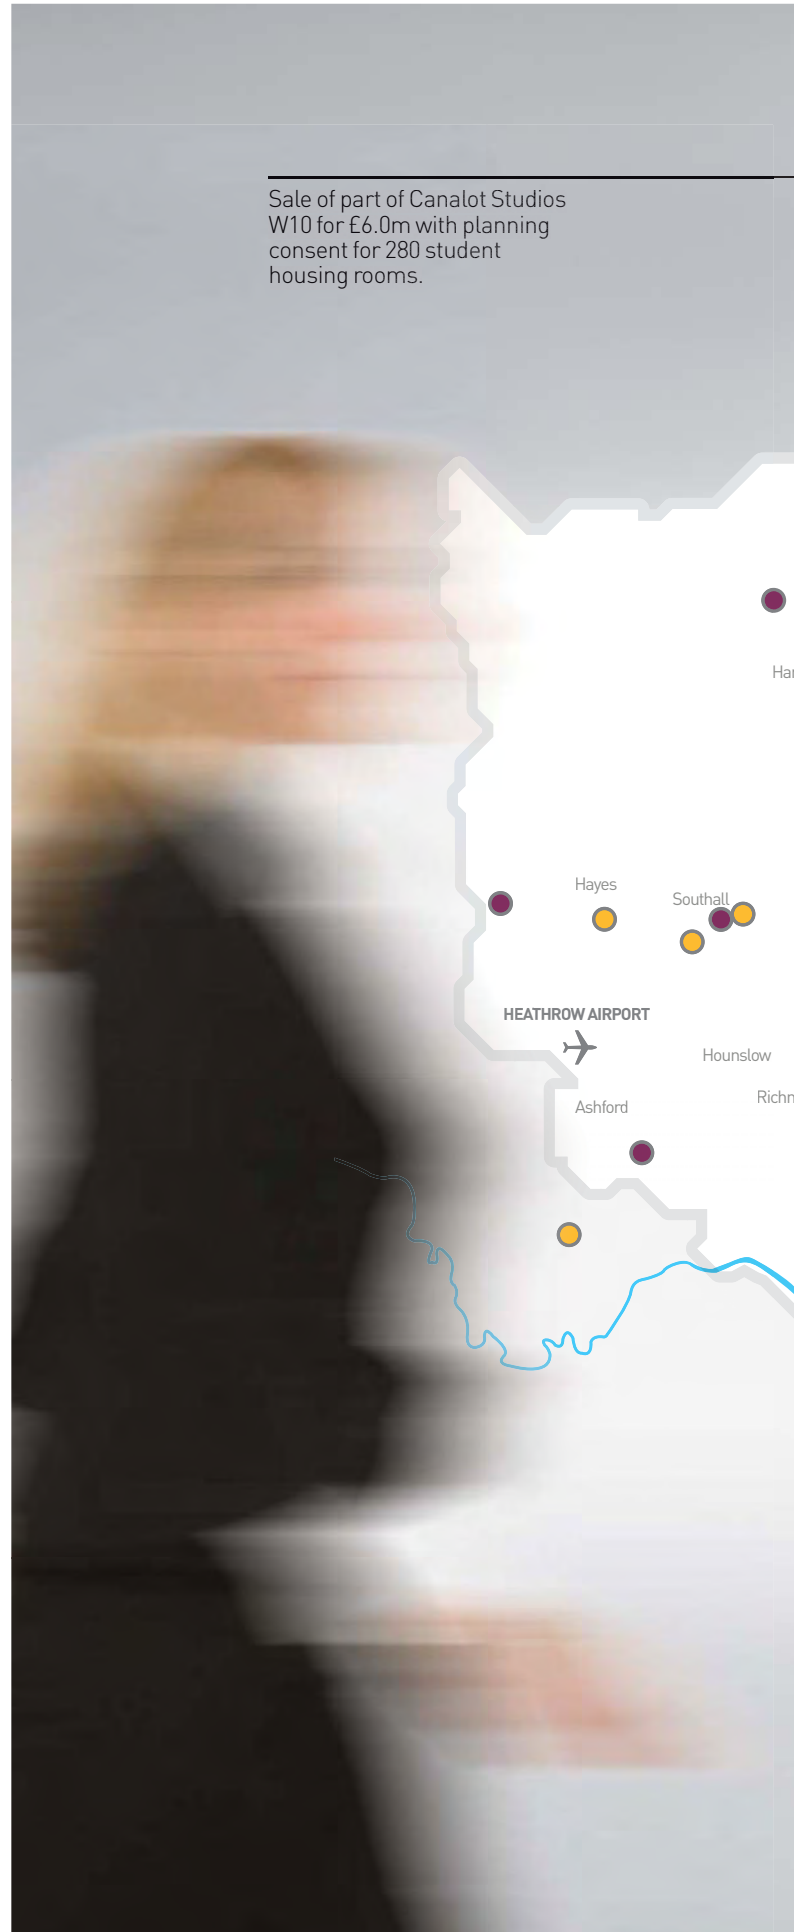 Sale of part of Canalot Studios
W10 for £6.0m with planning
consent for 280 student
housing rooms.
Hayes
Southall
HEATHROW AIRPORT
Hounslow
Ashford